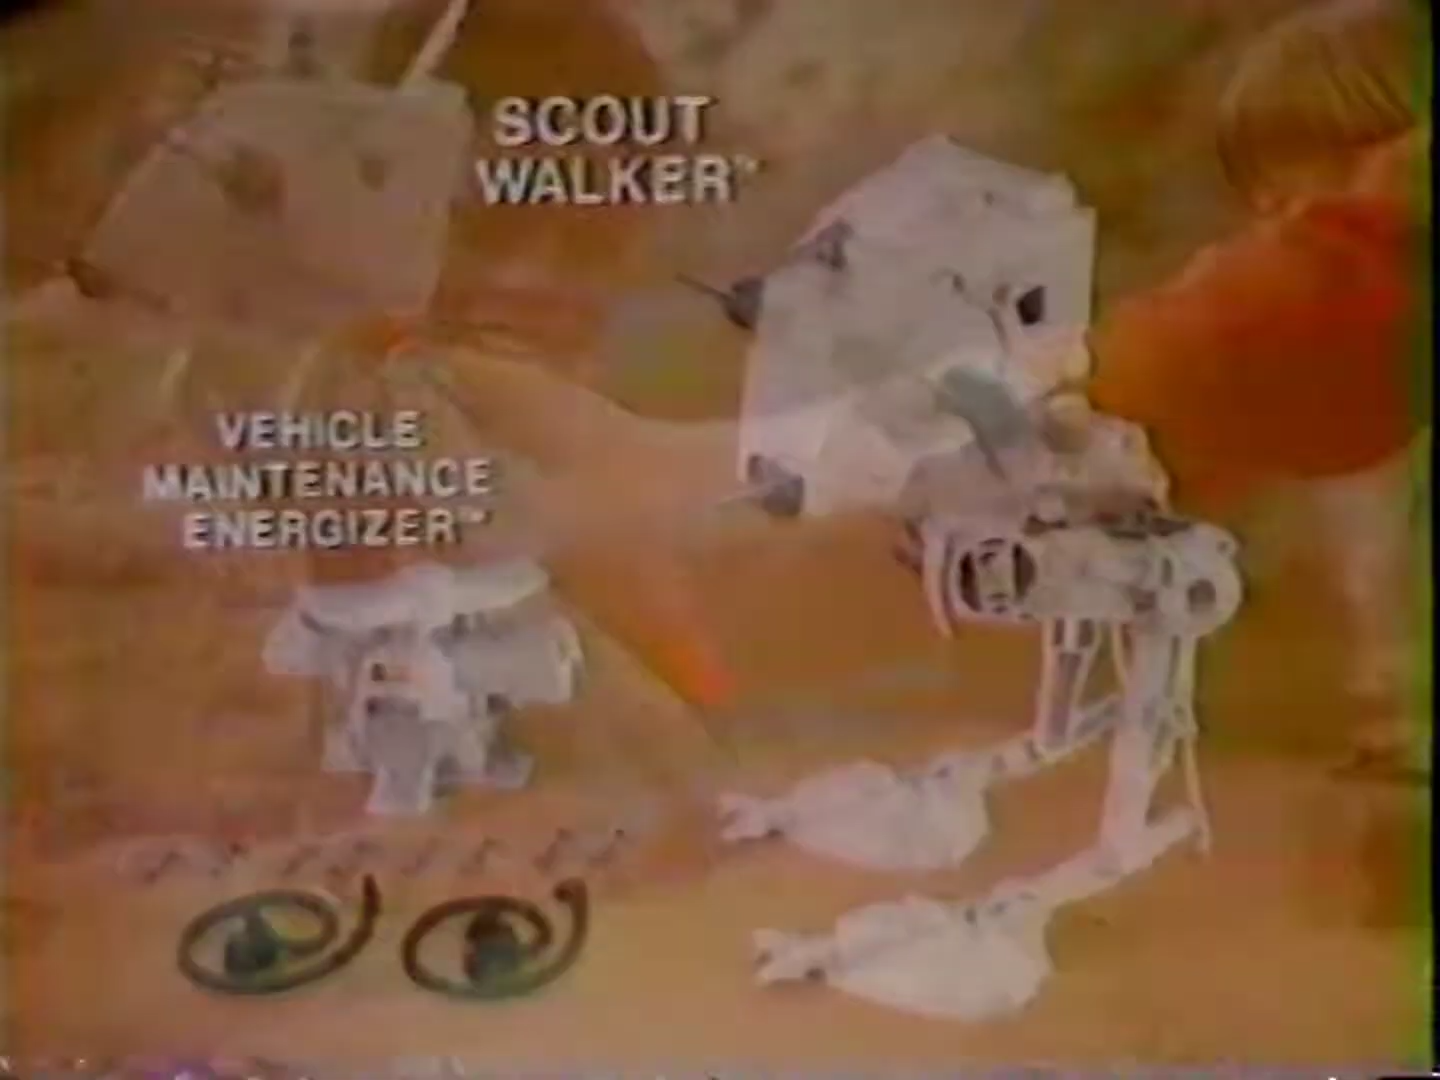 SCOUT
WALKER™
VEHICLE
MAINTENANCE
ENERGIZER™